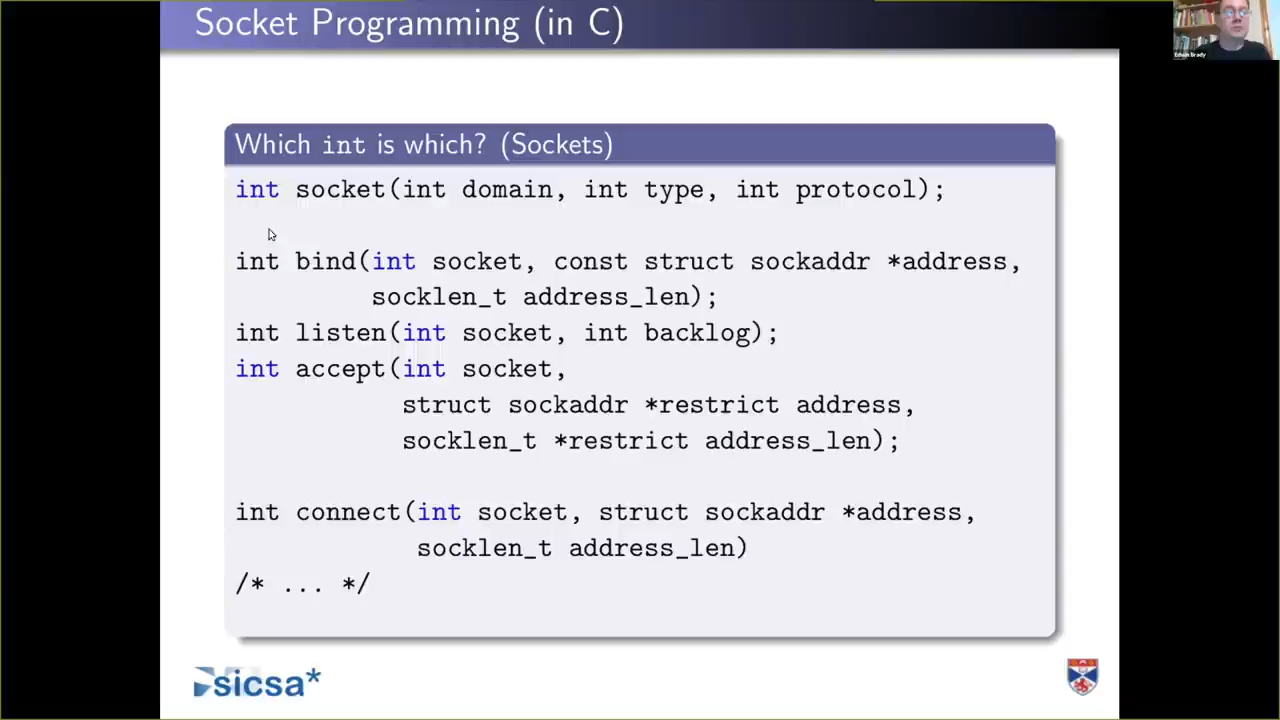 Socket Programming (in C)
Edwin Brady
Which int is which? (Sockets)
int socket(int domain, int type, int protocol);
int bind(int socket, const struct sockaddr *address,
socklen_t address_len);
int listen(int socket, int backlog);
int accept(int socket,
struct sockaddr *restrict address,
socklen_t *restrict address_len);
int connect(int socket, struct sockaddr *address,
socklen_t address_len)
/* ... */
sicsa*